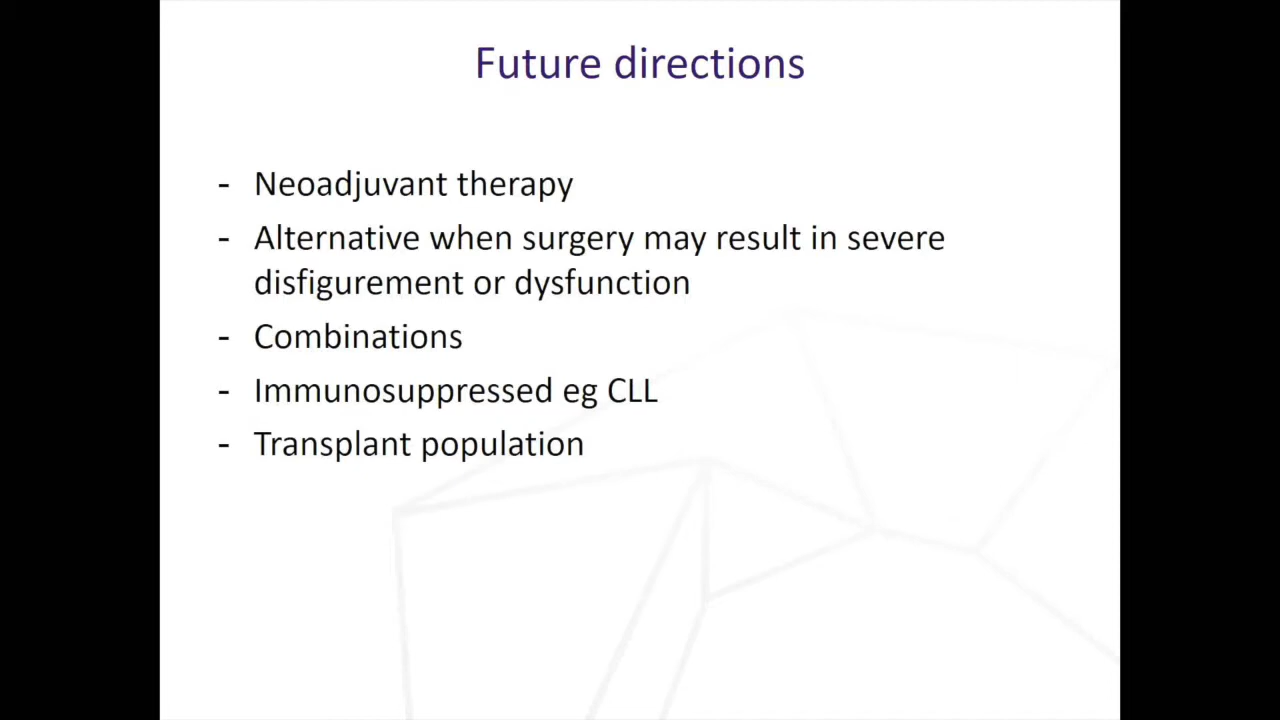 Future directions
- Neoadjuvant therapy
- Alternative when surgery may result in severe
disfigurement or dysfunction
- Combinations
- Immunosuppressed eg CLL
- Transplant population